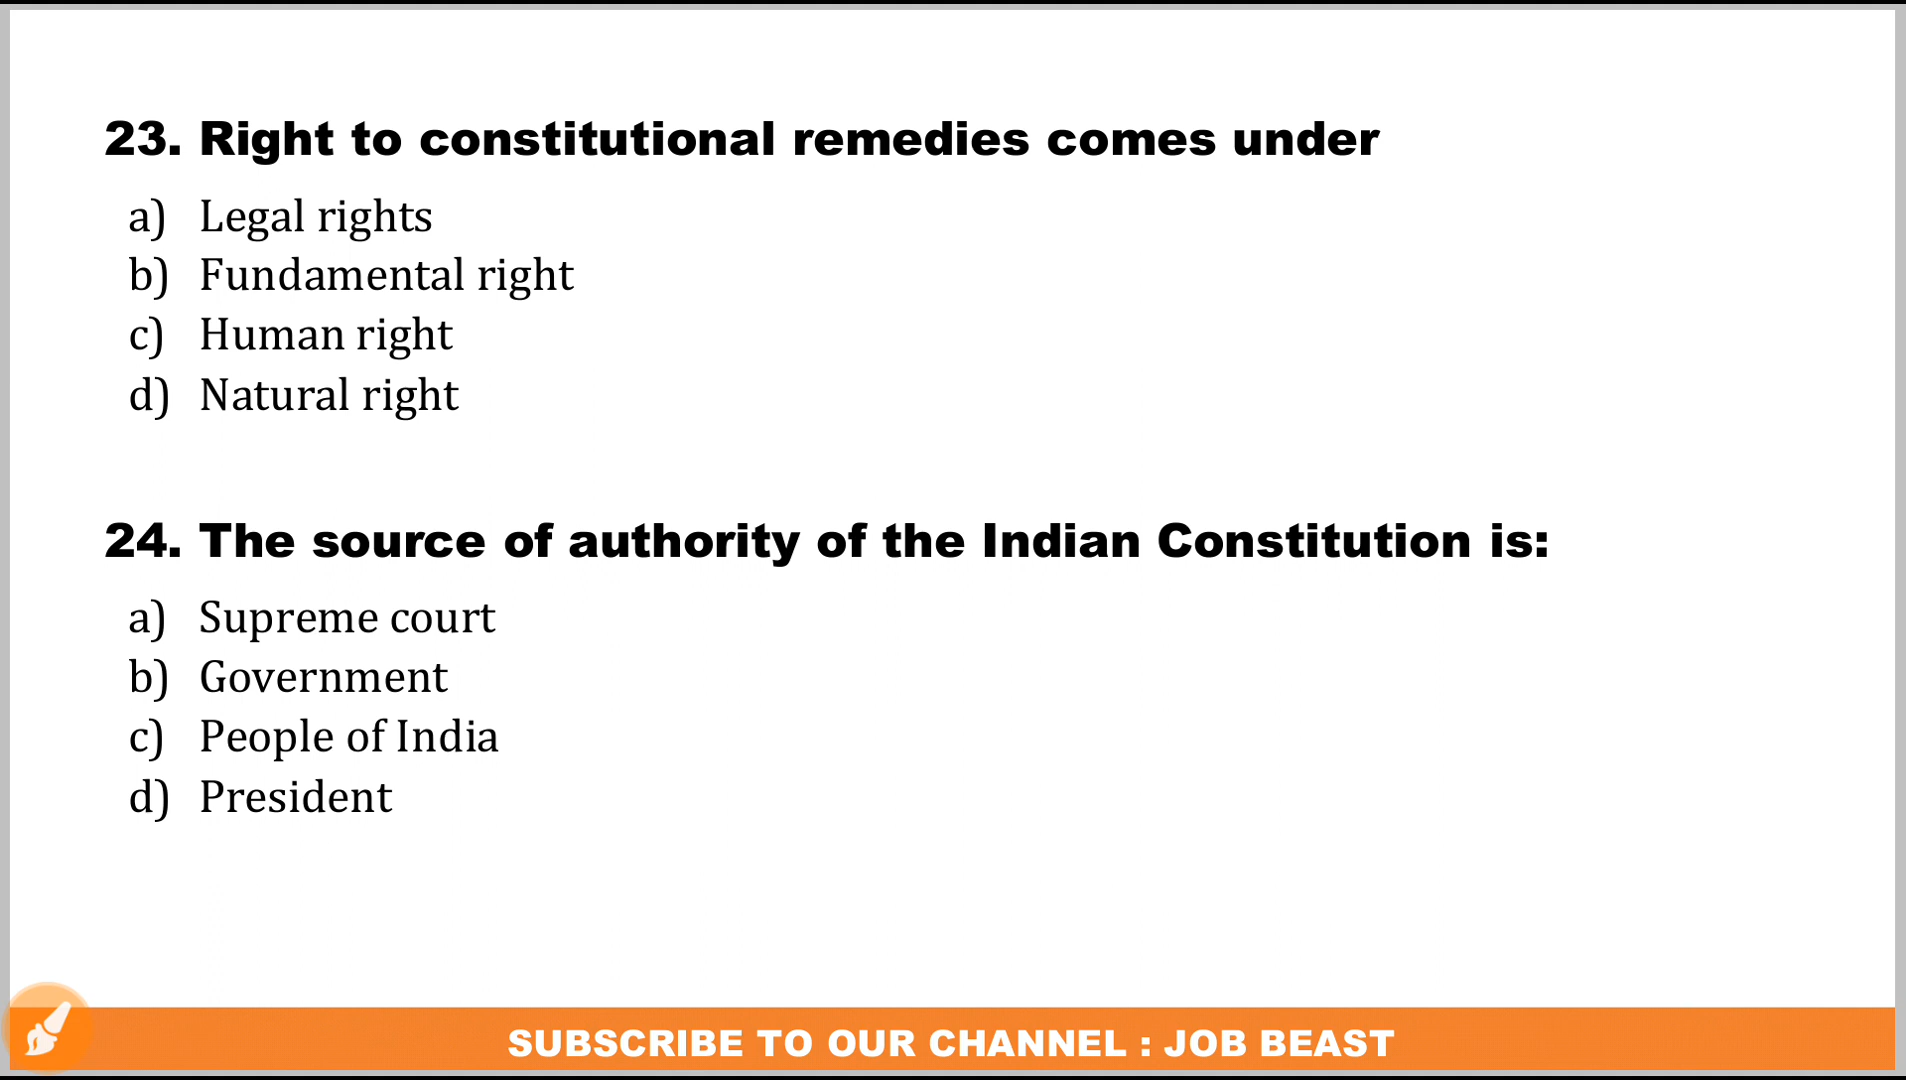 23. Right to constitutional remedies comes under
a) Legal rights
b) Fundamental right
c) Human right
d) Natural right
24. The source of authority of the Indian Constitution is:
a) Supreme court
b) Government
c) People of India
d) President
SUBSCRIBE TO OUR CHANNEL : JOB BEAST